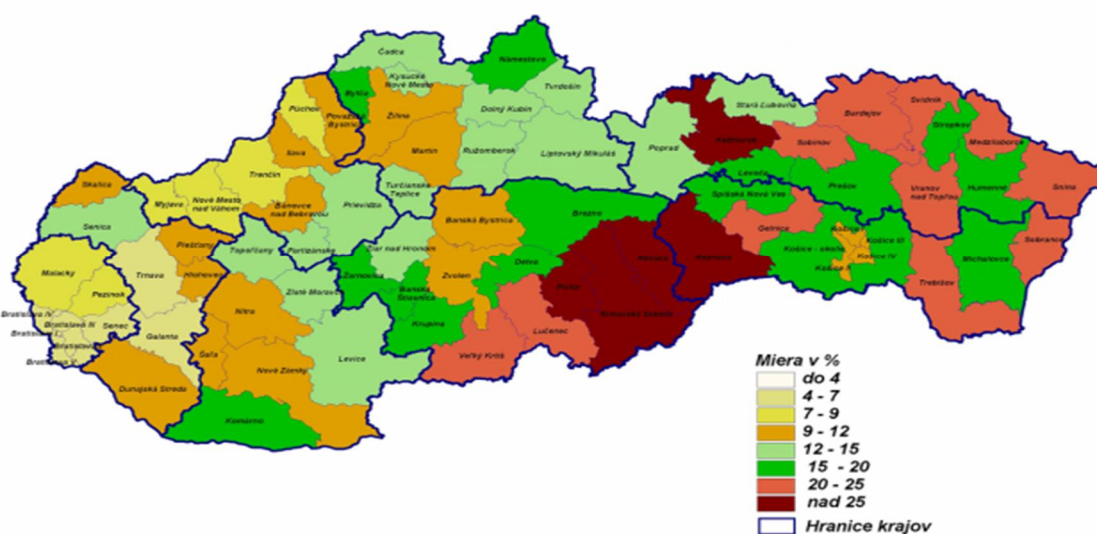 Čadca
Námestovo
Kysucké
Nové Mesto
Bytča
Tvrdošín
Púchov
Považská
Bystrica
Žilina
Dolný Kubín
Stará Ľubovňa
Svidník
Bardejov
Stropkov
Kežmarok
Medzilaborce
Ilava
Martin
Ružomberok
Liptovský Mikuláš
Poprad
Sabinov
Levoča
Prešov
Trenčín
Skalica
Myjava
Nové Mesto
nad Váhom
Bánovce
nad Bebravou
Prievidza
Turčianske
Teplice
Spišská Nová Ves
Vranov
nad Topľou
Humenné
Snina
Senica
Banská Bystrica
Brezno
Gelnica
Piešťany
Topoľčany
Partizánske
Žiar nad Hronom
Košice - okolie
Košice I
Košice III
Košice IV
Košice II
Sobrance
Michalovce
Malacky
Trnava
Hlohovec
Zvolen
Detva
Revúca
Rožňava
Pezinok
Zlaté Moravce
Žarnovica
Banská
Štiavnica
Poltár
Trebišov
Bratislava IV
Bratislava III
Senec
Nitra
Krupina
Rimavská Sobota
Lučenec
Galanta
Bratislava V
Šaľa
Levice
Veľký Krtíš
Dunajská Streda
Nové Zámky
Komárno
Miera v %
do 4
4 - 7
7 - 9
9 - 12
12 - 15
15 - 20
20 - 25
nad 25
Hranice krajov